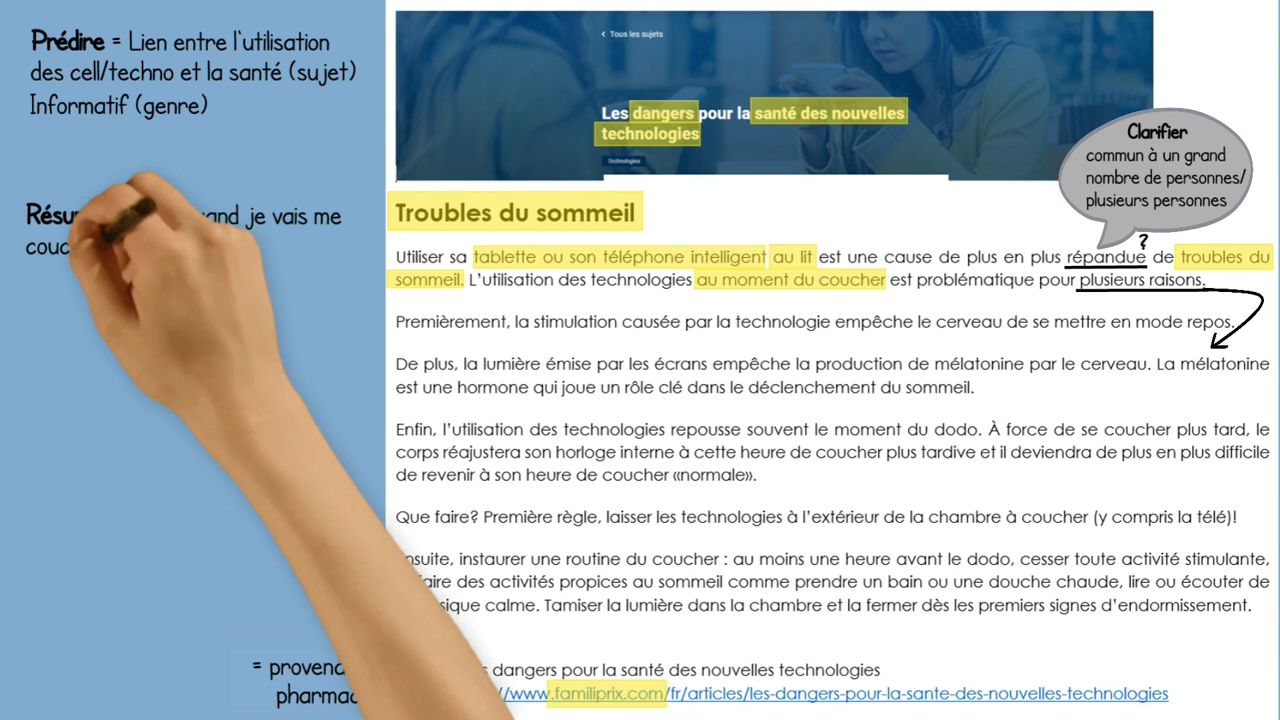 Prédire = Lien entre l'utilisation
des cell/techno et la santé (sujet)
Informatif (genre)
je vais me
Tous les sujets
Les dangers pour la santé des nouvelles
technologies
Technologies
Clarifier
commun à un grand
nombre de personnes/
plusieurs personnes
?
Troubles du sommeil
Utiliser sa tablette ou son téléphone intelligent au lit est une cause de plus en plus répandue de troubles du
sommeil. L'utilisation des technologies au moment du coucher est problématique pour plusieurs raisons.
Premièrement, la stimulation causée par la technologie empêche le cerveau de se mettre en mode repos.
De plus, la lumière émise par les écrans empêche la production de mélatonine par le cerveau. La mélatonine
est une hormone qui joue un rôle clé dans le déclenchement du sommeil.
Enfin, l'utilisation des technologies repousse souvent le moment du dodo. À force de se coucher plus tard, le
corps réajustera son horloge interne à cette heure de coucher plus tardive et il deviendra de plus en plus difficile
de revenir à son heure de coucher «normale».
Que faire? Première règle, laisser les technologies à l'extérieur de la chambre à coucher (y compris la télé)!
instaurer une routine du coucher : au moins une heure avant le dodo, cesser toute activité stimulante,
des activités propices au sommeil comme prendre un bain ou une douche chaude, lire ou écouter de
calme. Tamiser la lumière dans la chambre et la fermer dès les premiers signes d'endormissement.
=
dangers pour la santé des nouvelles technologies
//www.familiprix.com/fr/articles/les-dangers-pour-la-sante-des-nouvelles-technologies